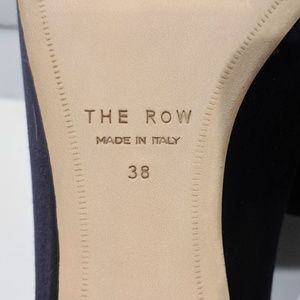 THE ROW
MADE IN ITALY
38